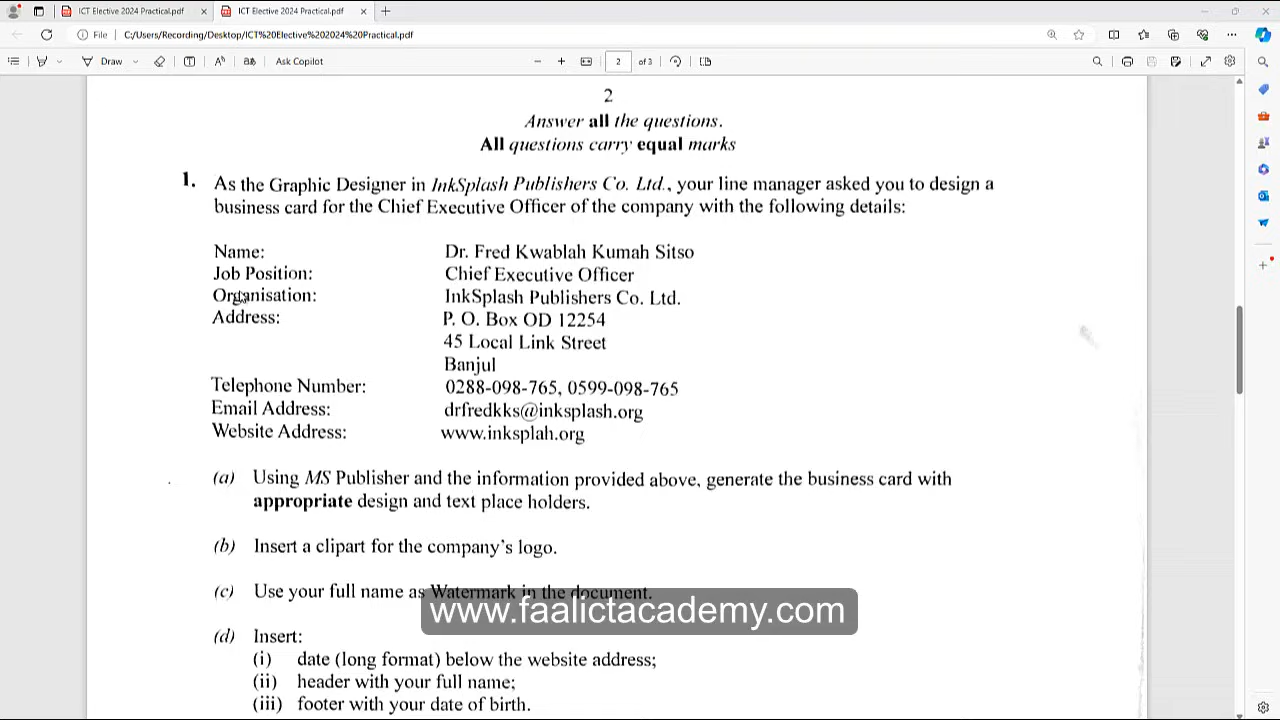 ICT Elective 2024 Practical.pdf
ICT Elective 2024 Practical.pdf
File C:/Users/Recording/Desktop/ICT%20Elective%202024%20Practical.pdf
Draw
Ask Copilot
2 of 3
2
Answer all the questions.
All questions carry equal marks
1. As the Graphic Designer in InkSplash Publishers Co. Ltd., your line manager asked you to design a
business card for the Chief Executive Officer of the company with the following details:
Name: Dr. Fred Kwablah Kumah Sitso
Job Position: Chief Executive Officer
Organisation: InkSplash Publishers Co. Ltd.
Address: P. O. Box OD 12254
45 Local Link Street
Banjul
Telephone Number: 0288-098-765, 0599-098-765
Email Address: drfredkks@inksplash.org
Website Address: www.inksplah.org
(a) Using MS Publisher and the information provided above, generate the business card with
appropriate design and text place holders.
(b) Insert a clipart for the company's logo.
(c) Use your full name as Watermark in the document.
www.faalictacademy.com
(d) Insert:
(i) date (long format) below the website address;
(ii) header with your full name;
(iii) footer with your date of birth.